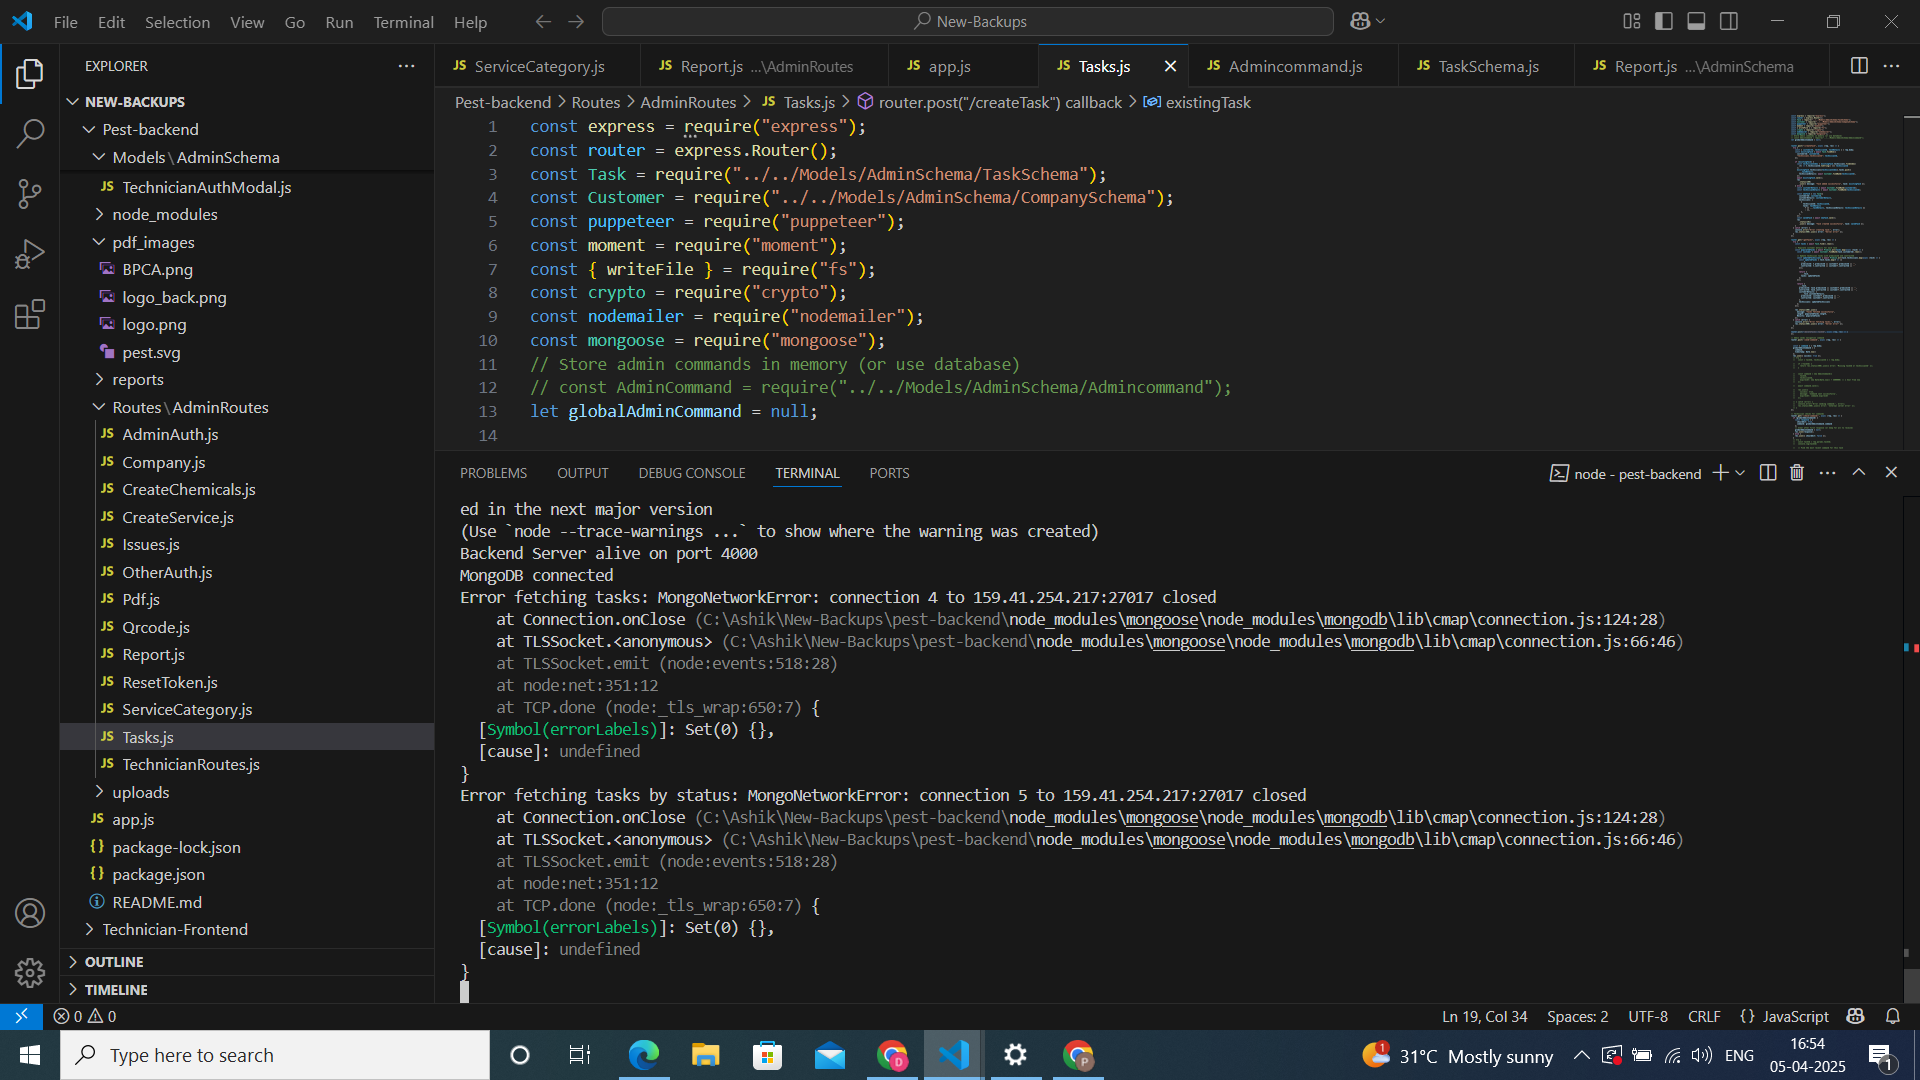 File Edit Selection View Go Run Terminal Help
New-Backups
EXPLORER
NEW-BACKUPS
Pest-backend
Models\AdminSchema
JS TechnicianAuthModal.js
node_modules
pdf_images
BPCA.png
logo_back.png
logo.png
pest.svg
reports
Routes\AdminRoutes
JS AdminAuth.js
JS Company.js
JS CreateChemicals.js
JS CreateService.js
JS Issues.js
JS OtherAuth.js
JS Pdf.js
JS Qrcode.js
JS Report.js
JS ResetToken.js
JS ServiceCategory.js
JS Tasks.js
JS TechnicianRoutes.js
uploads
JS app.js
{} package-lock.json
{} package.json
README.md
Technician-Frontend
OUTLINE
TIMELINE
JS ServiceCategory.js JS Report.js ...\AdminRoutes JS app.js JS Tasks.js JS Admincommand.js JS TaskSchema.js JS Report.js ...\AdminSchema
Pest-backend > Routes > AdminRoutes > JS Tasks.js > router.post("/createTask") callback > existingTask
1 const express = require("express");
2 const router = express.Router();
3 const Task = require("../../Models/AdminSchema/TaskSchema");
4 const Customer = require("../../Models/AdminSchema/CompanySchema");
5 const puppeteer = require("puppeteer");
6 const moment = require("moment");
7 const { writeFile } = require("fs");
8 const crypto = require("crypto");
9 const nodemailer = require("nodemailer");
10 const mongoose = require("mongoose");
11 // Store admin commands in memory (or use database)
12 // const AdminCommand = require("../../Models/AdminSchema/Admincommand");
13 let globalAdminCommand = null;
14
PROBLEMS OUTPUT DEBUG CONSOLE TERMINAL PORTS
node - pest-backend
ed in the next major version
(Use `node --trace-warnings ...` to show where the warning was created)
Backend Server alive on port 4000
MongoDB connected
Error fetching tasks: MongoNetworkError: connection 4 to 159.41.254.217:27017 closed
at Connection.onClose (C:\Ashik\New-Backups\pest-backend\node_modules\mongoose\node_modules\mongodb\lib\cmap\connection.js:124:28)
at TLSSocket.<anonymous> (C:\Ashik\New-Backups\pest-backend\node_modules\mongoose\node_modules\mongodb\lib\cmap\connection.js:66:46)
at TLSSocket.emit (node:events:518:28)
at node:net:351:12
at TCP.done (node:_tls_wrap:650:7) {
[Symbol(errorLabels)]: Set(0) {},
[cause]: undefined
}
Error fetching tasks by status: MongoNetworkError: connection 5 to 159.41.254.217:27017 closed
at Connection.onClose (C:\Ashik\New-Backups\pest-backend\node_modules\mongoose\node_modules\mongodb\lib\cmap\connection.js:124:28)
at TLSSocket.<anonymous> (C:\Ashik\New-Backups\pest-backend\node_modules\mongoose\node_modules\mongodb\lib\cmap\connection.js:66:46)
at TLSSocket.emit (node:events:518:28)
at node:net:351:12
at TCP.done (node:_tls_wrap:650:7) {
[Symbol(errorLabels)]: Set(0) {},
[cause]: undefined
}
0 0
Ln 19, Col 34 Spaces: 2 UTF-8 CRLF {} JavaScript
Type here to search
D
P
1
31°C Mostly sunny
ENG
16:54
05-04-2025
1